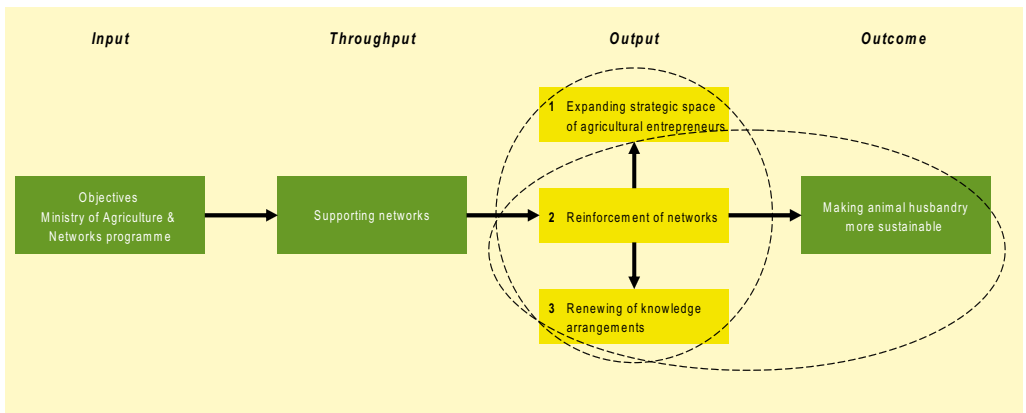 Input
Throughput
Output
Outcome
1 Expanding strategic space
of agricultural entrepreneurs
Objectives
Ministry of Agriculture &
Networks programme
Supporting networks
2 Reinforcement of networks
Making animal husbandry
more sustainable
3 Renewing of knowledge
arrangements